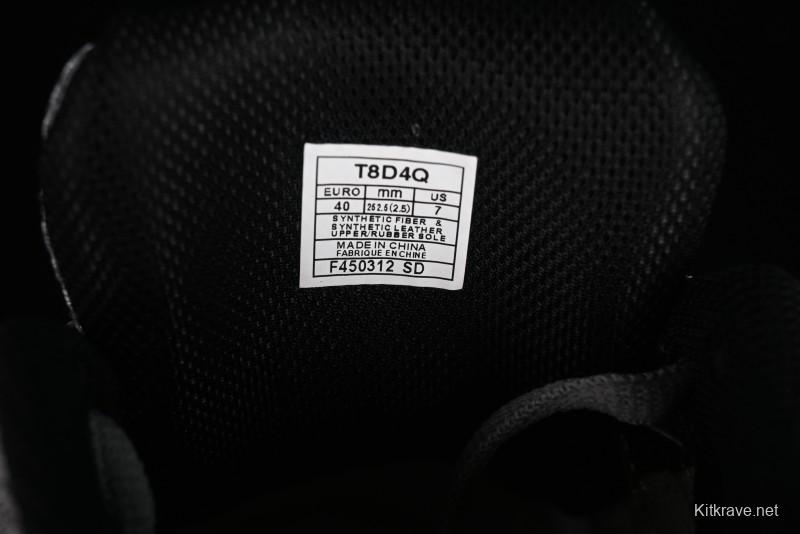 T8D4Q
EURO mm US
40 252.5(2.5) 7
SYNTHETIC FIBER &
SYNTHETIC LEATHER
UPPER/RUBBER SOLE
MADE IN CHINA
FABRIQUE EN CHINE
F450312 SD
Kitkrave.net